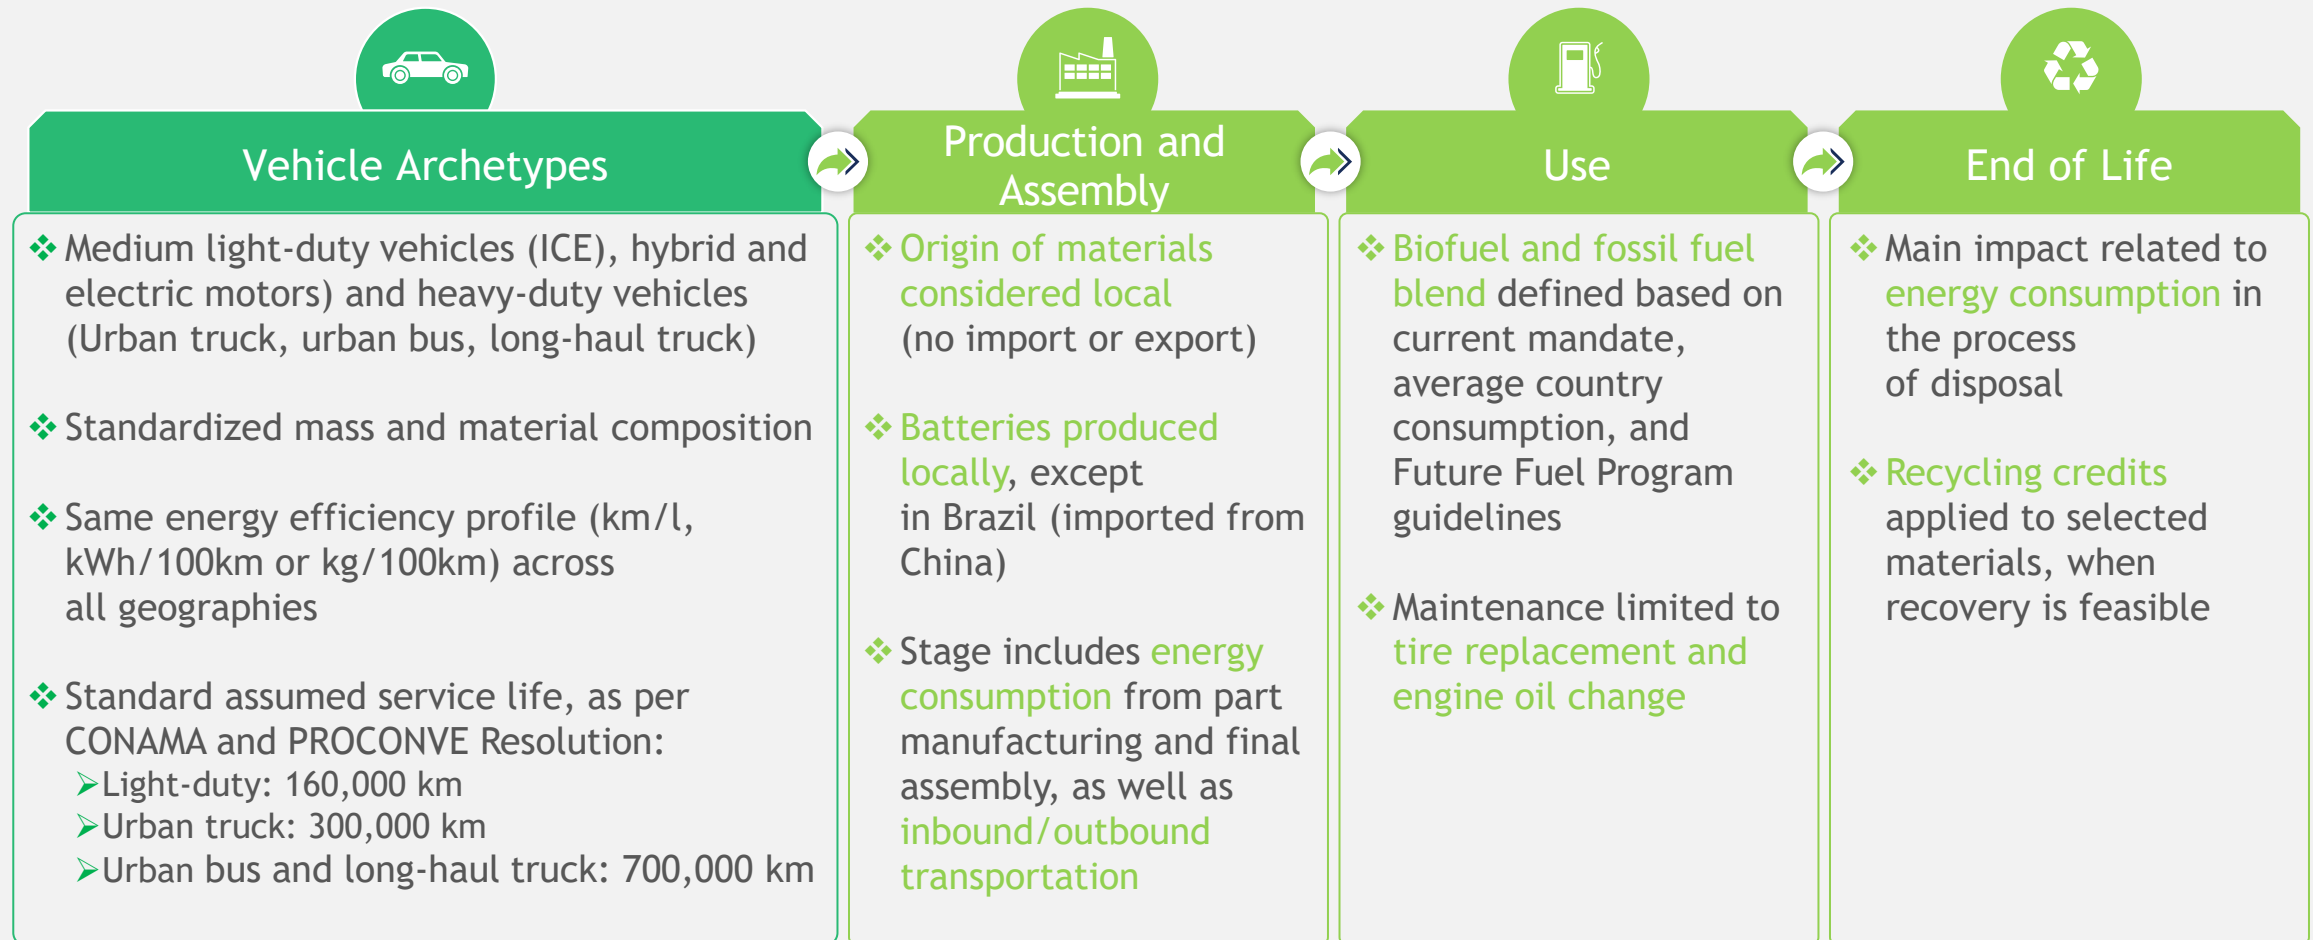 Vehicle Archetypes
❖ Medium light-duty vehicles (ICE), hybrid and
electric motors) and heavy-duty vehicles
(Urban truck, urban bus, long-haul truck)
❖ Standardized mass and material composition
❖ Same energy efficiency profile (km/l,
kWh/100km or kg/100km) across
all geographies
❖ Standard assumed service life, as per
CONAMA and PROCONVE Resolution:
➢Light-duty: 160,000 km
➢Urban truck: 300,000 km
➢Urban bus and long-haul truck: 700,000 km
Production and
Assembly
❖ Origin of materials
considered local
(no import or export)
❖ Batteries produced
locally, except
in Brazil (imported from
China)
❖ Stage includes energy
consumption from part
manufacturing and final
assembly, as well as
inbound/outbound
transportation
Use
❖ Biofuel and fossil fuel
blend defined based on
current mandate,
average country
consumption, and
Future Fuel Program
guidelines
❖ Maintenance limited to
tire replacement and
engine oil change
End of Life
❖ Main impact related to
energy consumption in
the process
of disposal
❖ Recycling credits
applied to selected
materials, when
recovery is feasible